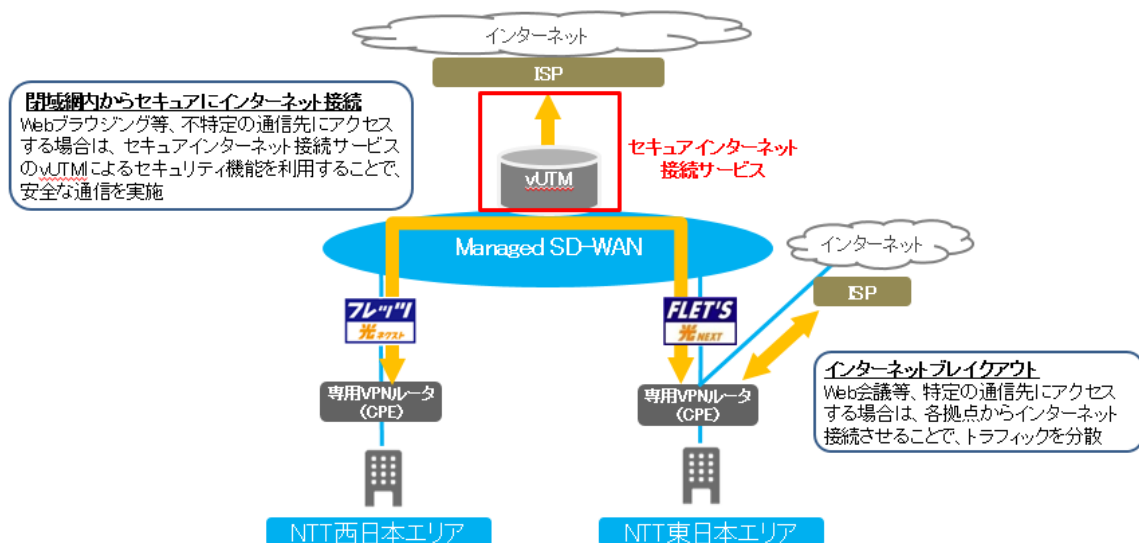 インターネット
ISP
閉域網内からセキュアにインターネット接続
Webブラウジング等、不特定の通信先にアクセス
する場合は、セキュアインターネット接続サービス
のvUTMによるセキュリティ機能を利用することで、
安全な通信を実施
セキュアインターネット
接続サービス
vUTM
Managed SD-WAN
インターネット
ISP
フレッツ
光ネクスト
FLET'S
光NEXT
インターネットブレイクアウト
Web会議等、特定の通信先にアクセス
する場合は、各拠点からインターネット
接続させることで、トラフィックを分散
専用VPNルータ
(CPE)
専用VPNルータ
(CPE)
NTT西日本エリア
NTT東日本エリア